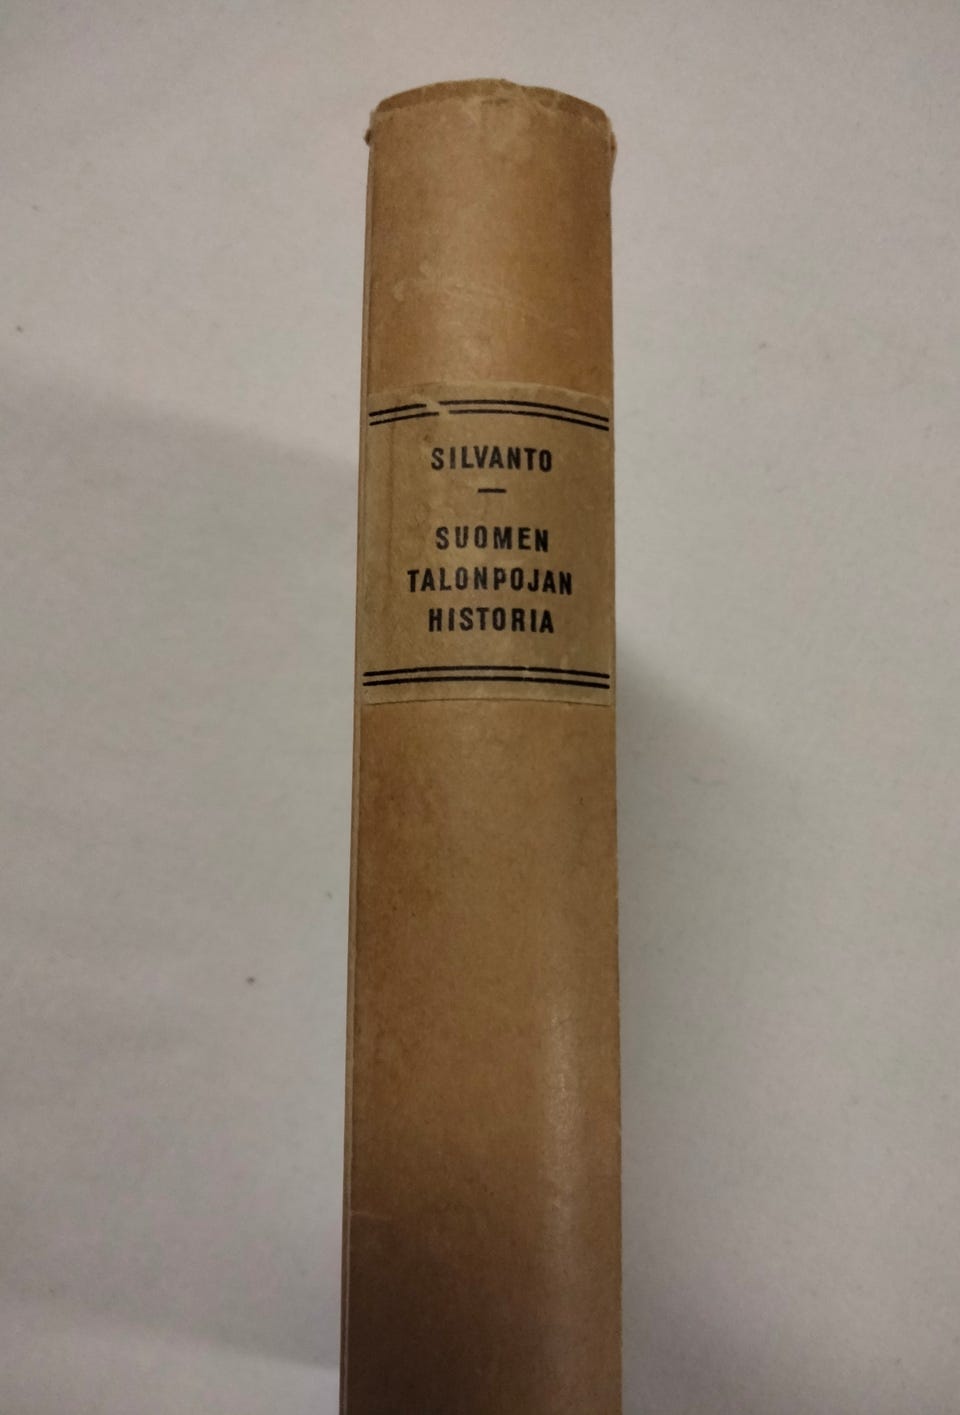 SILVANTO
—
SUOMEN
TALONPOJAN
HISTORIA